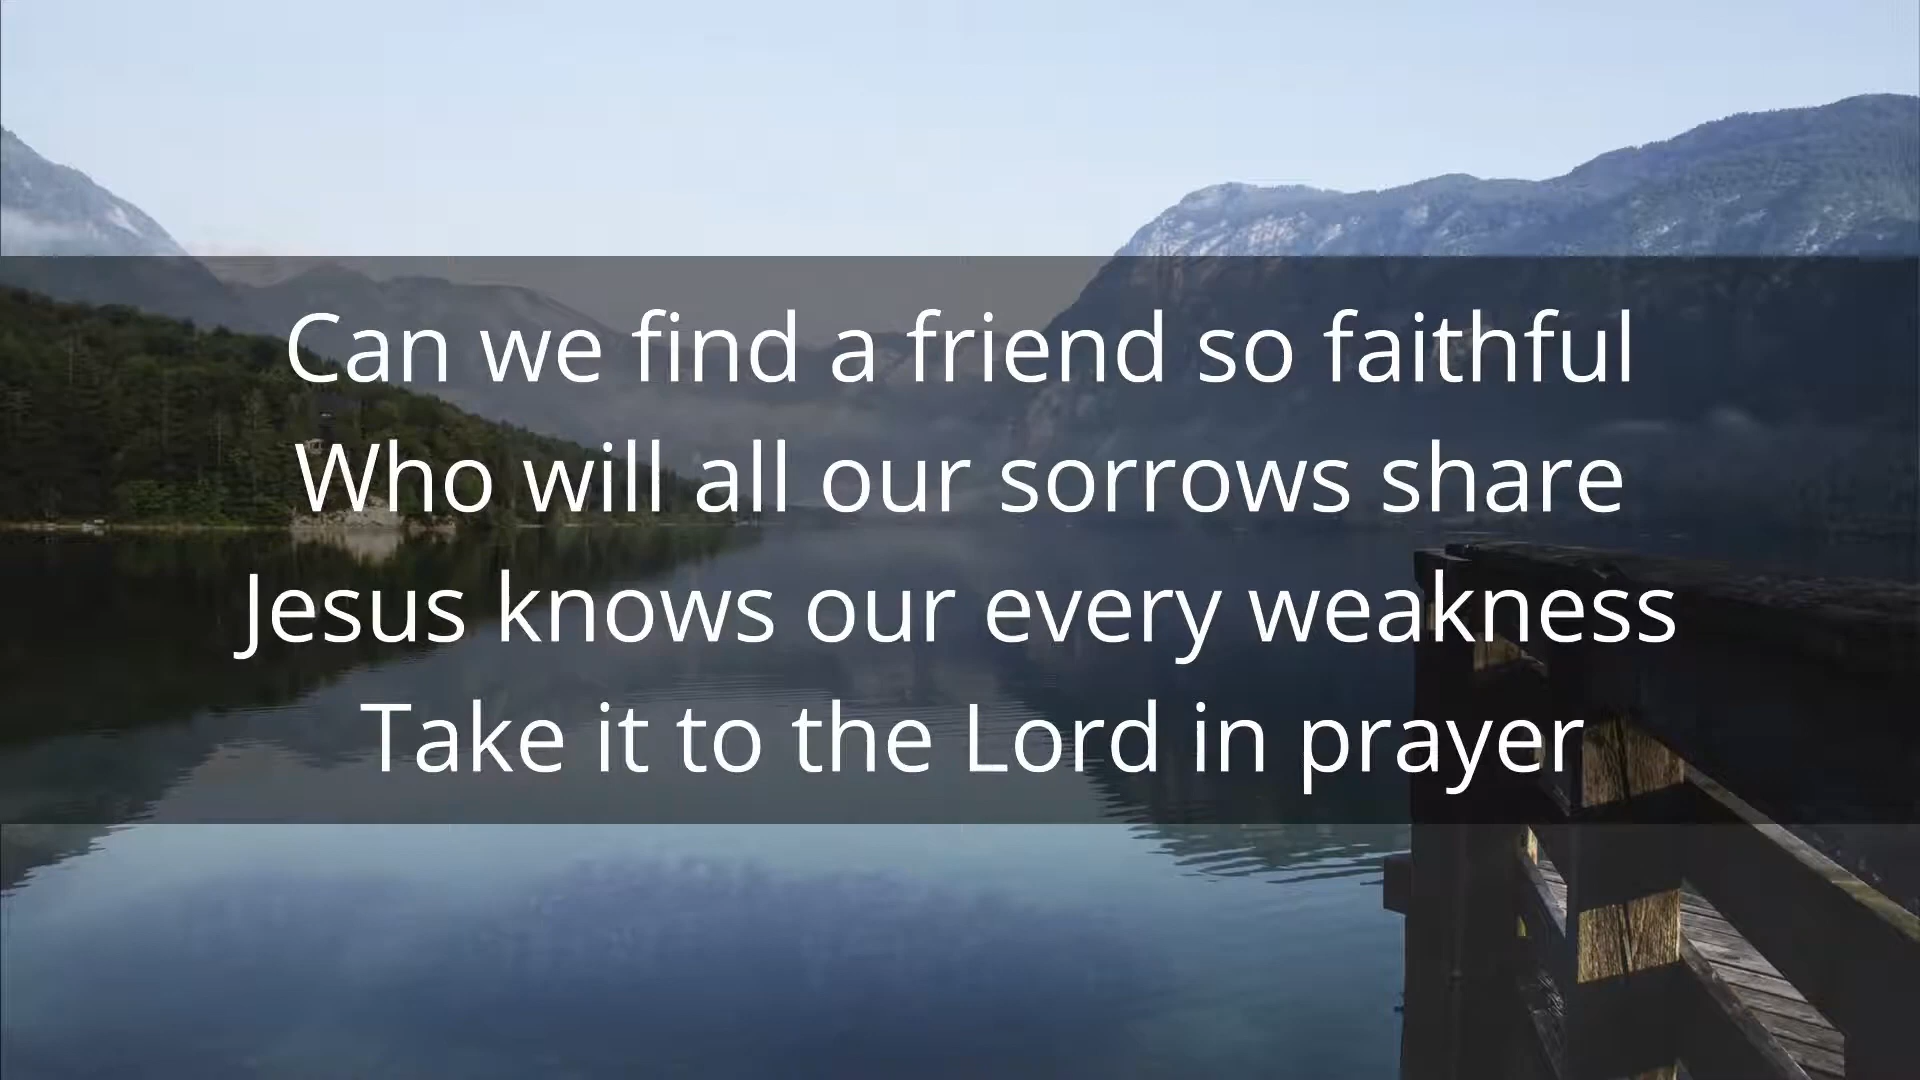 Can we find a friend so faithful
Who will all our sorrows share
Jesus knows our every weakness
Take it to the Lord in prayer